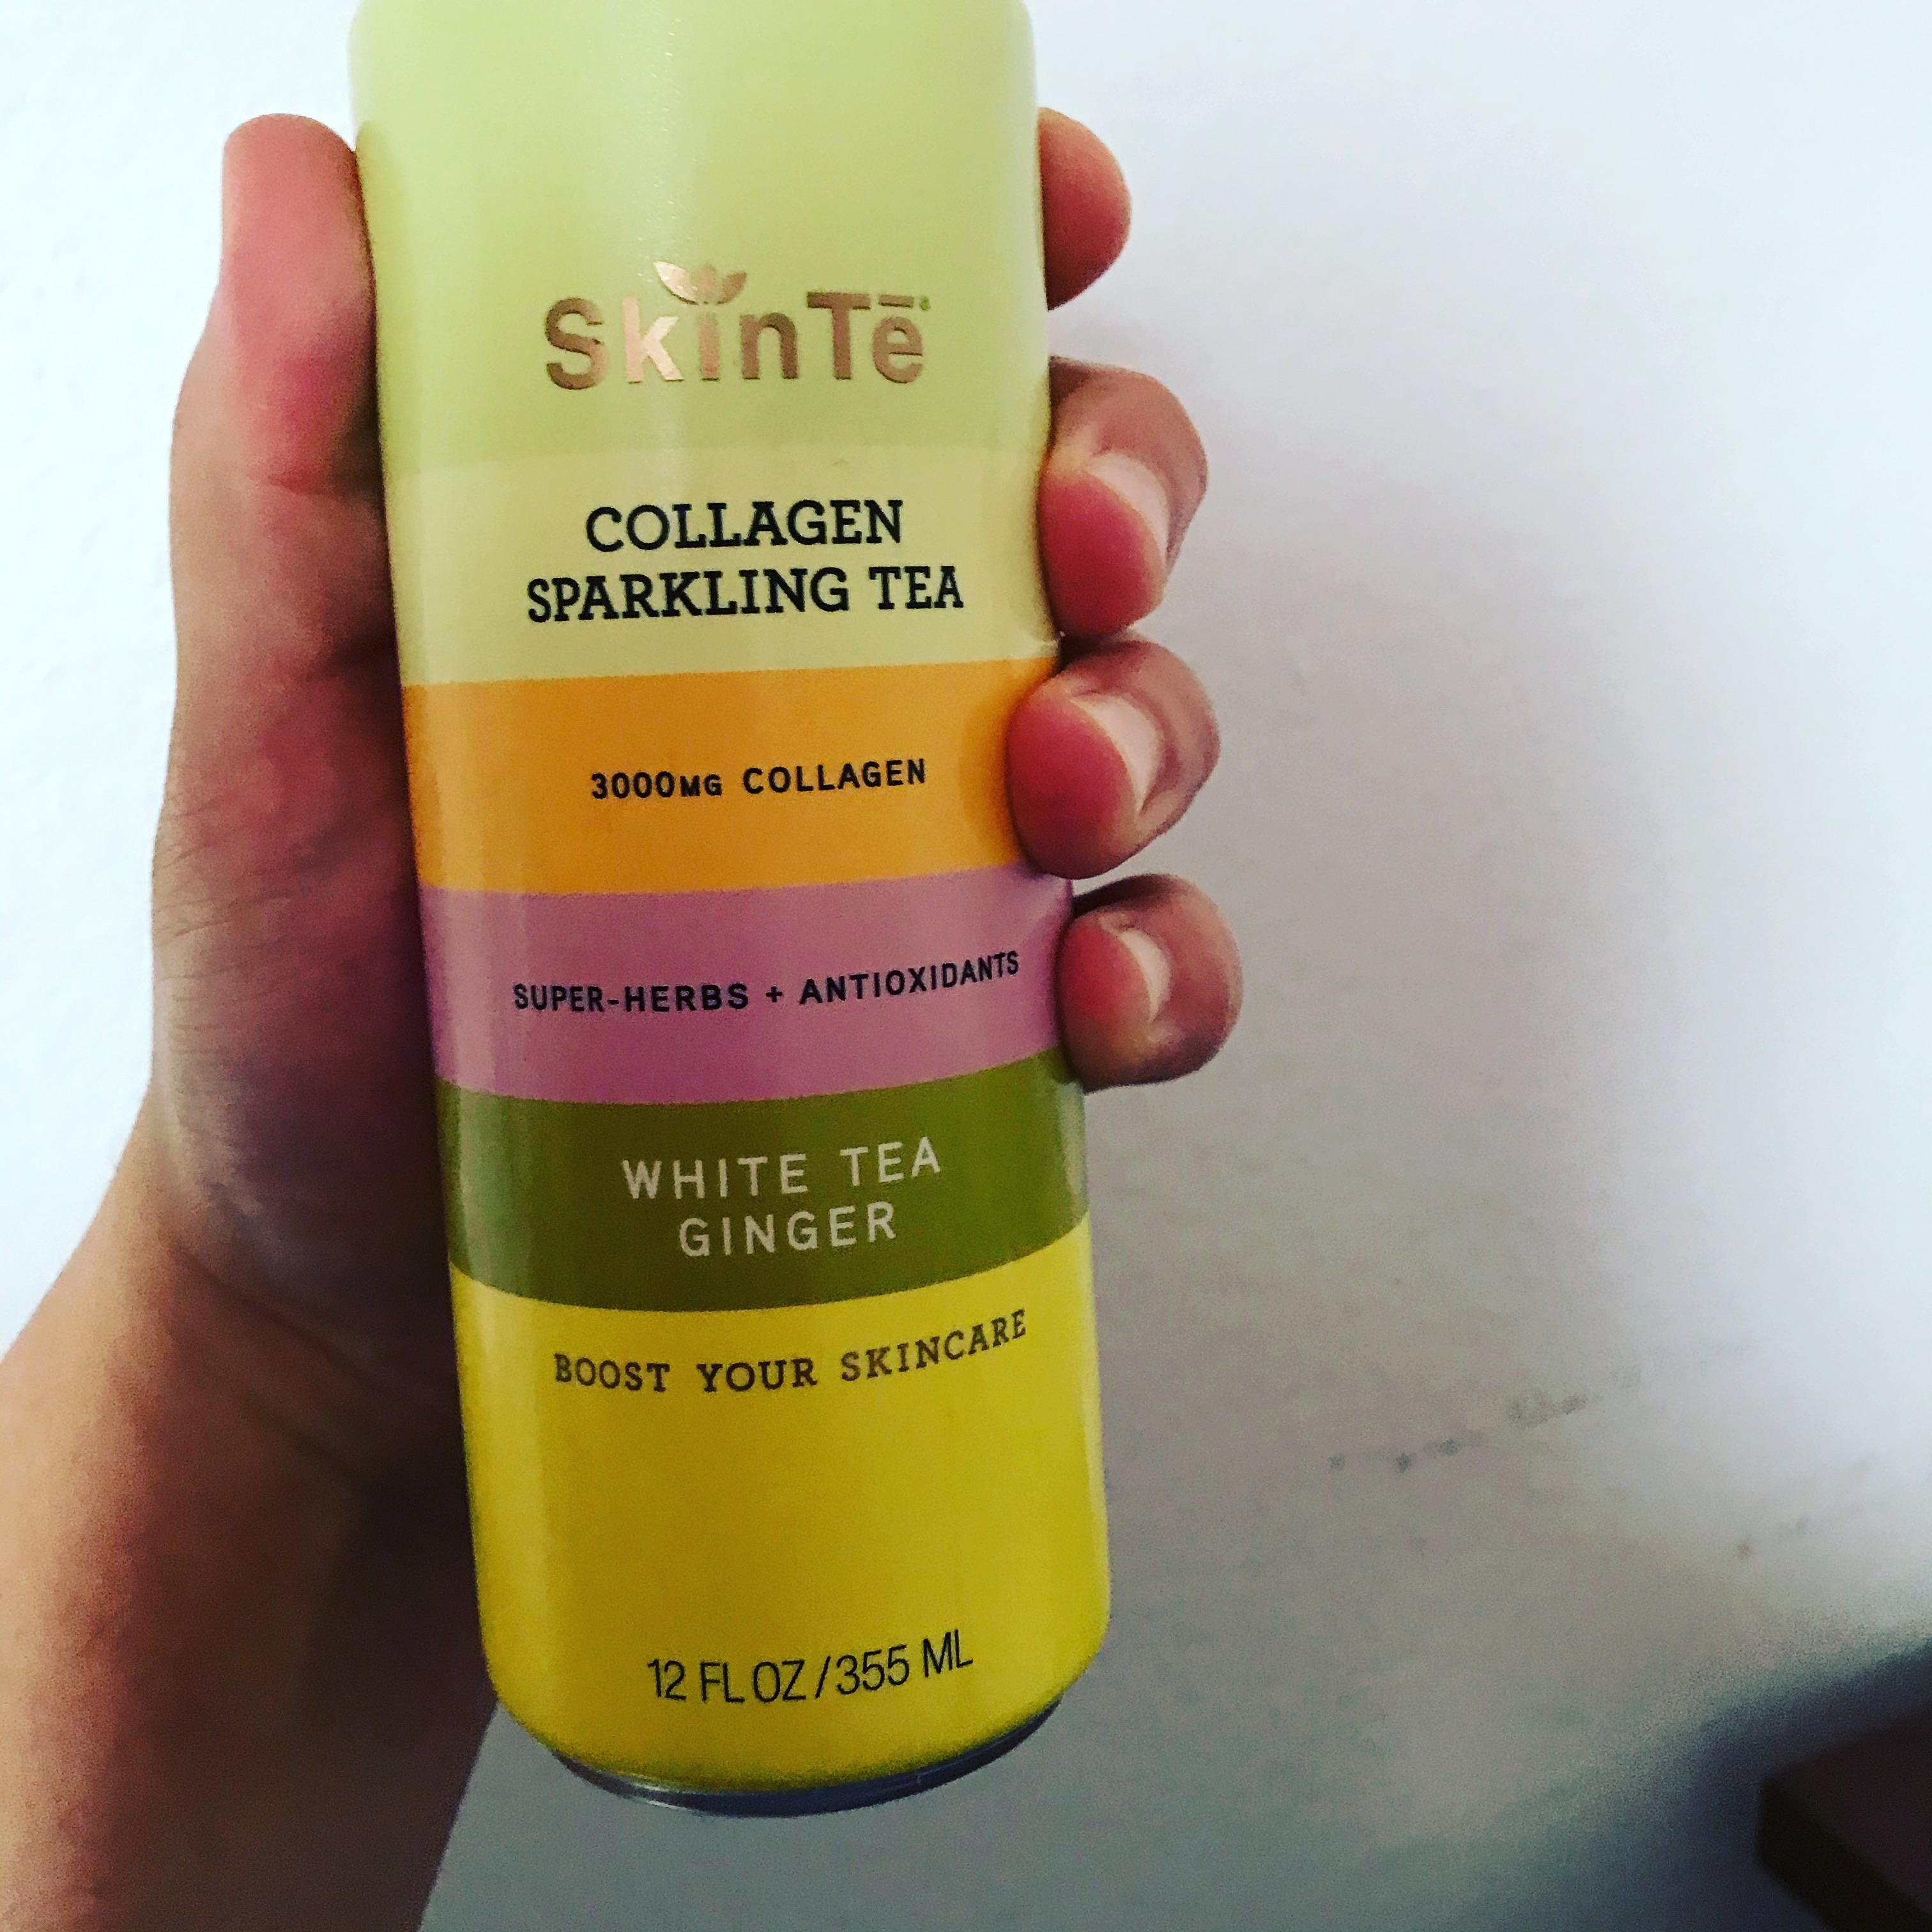 SkinTē
COLLAGEN
SPARKLING TEA
3000MG COLLAGEN
SUPER-HERBS + ANTIOXIDANTS
WHITE TEA
GINGER
BOOST YOUR SKINCARE
12 FL OZ/355 ML